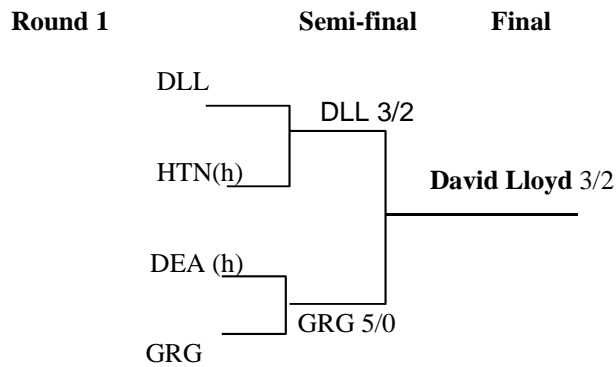 Round 1 Semi-final Final
DLL
DLL 3/2
HTN(h)
David Lloyd 3/2
DEA (h)
GRG 5/0
GRG